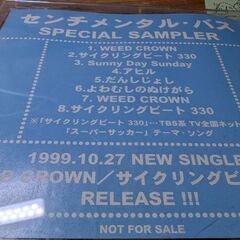 センチメンタル・バス
SPECIAL SAMPLER
1. WEED CROWN
2. サイクリングビート 330
3. Sunny Day Sunday
4. アヒル
5. だんしょしん
6. よわむしのぬけがら
7. WEED CROWN
8. サイクリングビート 330
※「サイクリングビート 330」…TBS系 TV全国ネット
「スーパーサッカー」テーマ・ソング
1999.10.27 NEW SINGLE
D CROWN／サイクリングビ
RELEASE !!!
NOT FOR SALE